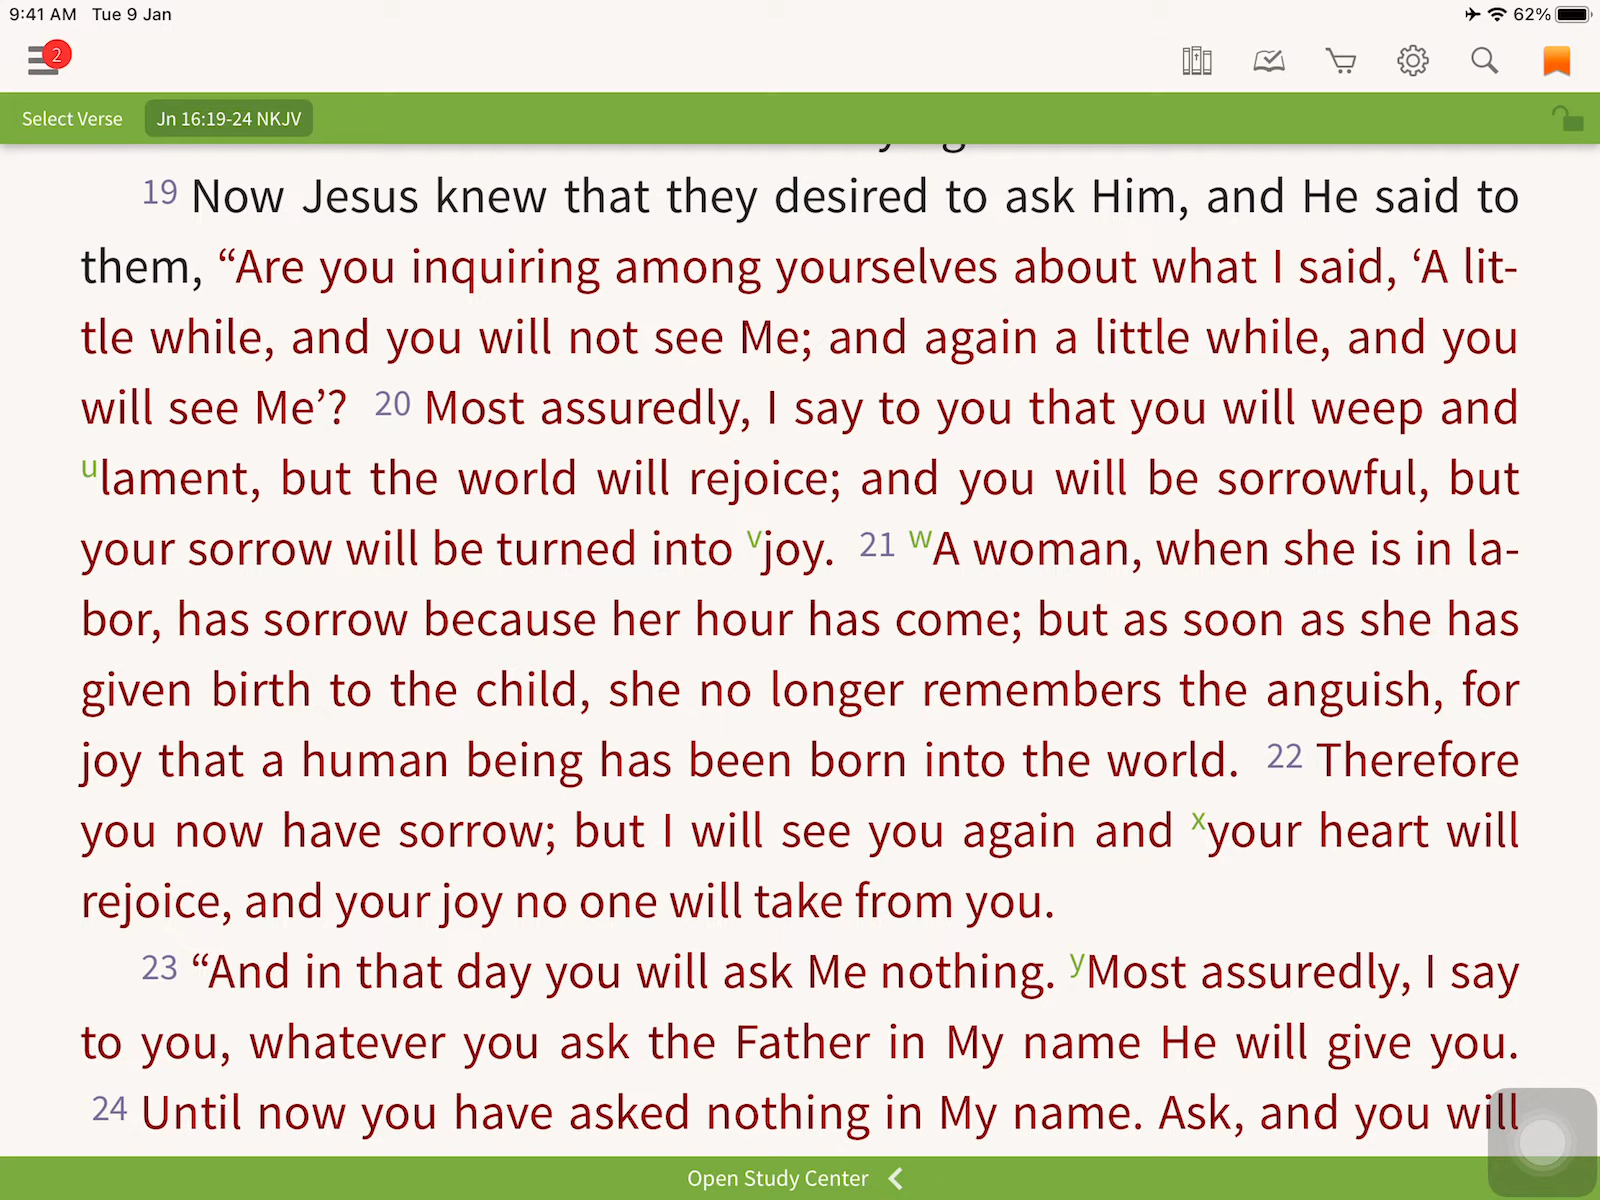 9:41 AM Tue 9 Jan 62%
2
Select Verse Jn 16:19-24 NKJV
19 Now Jesus knew that they desired to ask Him, and He said to
them, “Are you inquiring among yourselves about what I said, ‘A lit-
tle while, and you will not see Me; and again a little while, and you
will see Me’? 20 Most assuredly, I say to you that you will weep and
ulament, but the world will rejoice; and you will be sorrowful, but
your sorrow will be turned into vjoy. 21 wA woman, when she is in la-
bor, has sorrow because her hour has come; but as soon as she has
given birth to the child, she no longer remembers the anguish, for
joy that a human being has been born into the world. 22 Therefore
you now have sorrow; but I will see you again and xyour heart will
rejoice, and your joy no one will take from you.
23 “And in that day you will ask Me nothing. yMost assuredly, I say
to you, whatever you ask the Father in My name He will give you.
24 Until now you have asked nothing in My name. Ask, and you will
Open Study Center